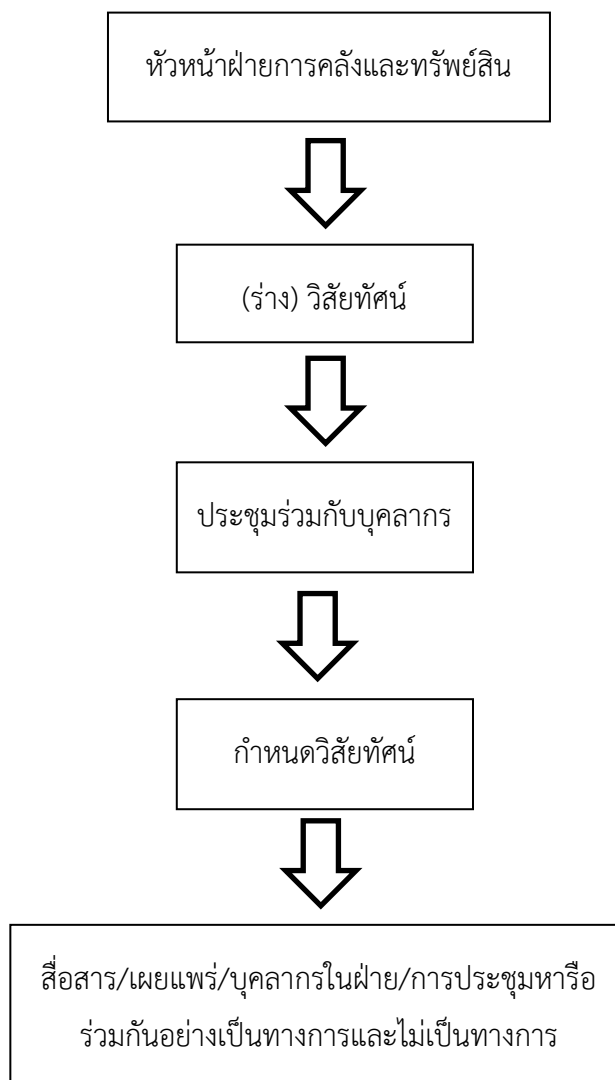 หัวหน้าฝ่ายการคลังและทรัพย์สิน
(ร่าง) วิสัยทัศน์
ประชุมร่วมกับบุคลากร
กำหนดวิสัยทัศน์
สื่อสาร/เผยแพร่/บุคลากรในฝ่าย/การประชุมหารือ
ร่วมกันอย่างเป็นทางการและไม่เป็นทางการ